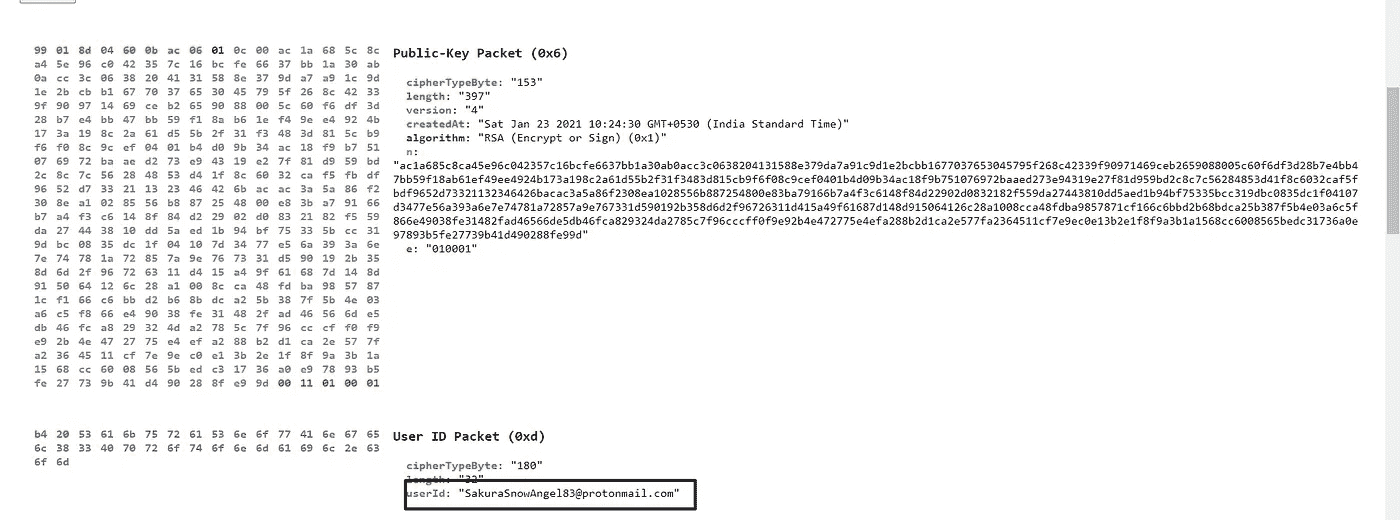 99 01 8d 04 60 0b ac 06 01 0c 00 ac 1a 68 5c 8c
a4 5e 96 c0 42 35 7c 16 bc fe 66 37 bb 1a 30 ab
0a cc 3c 06 38 20 41 31 58 8e 37 9d a7 a9 1c 9d
1e 2b cb b1 67 70 37 65 30 45 79 5f 26 8c 42 33
9f 90 97 14 69 ce b2 65 90 88 00 5c 60 f6 df 3d
28 b7 e4 bb 47 bb 59 f1 8a b6 1e f4 9e e4 92 4b
17 3a 19 8c 2a 61 d5 5b 2f 31 f3 48 3d 81 5c b9
f6 f0 8c 9c ef 04 01 b4 d0 9b 34 ac 18 f9 b7 51
07 69 72 ba ae d2 73 e9 43 19 e2 7f 81 d9 59 bd
2c 8c 7c 56 28 48 53 d4 1f 8c 60 32 ca f5 fb df
96 52 d7 33 21 13 23 46 42 6b ac ac 3a 5a 86 f2
30 8e a1 02 85 56 b8 87 25 48 00 e8 3b a7 91 66
b7 a4 f3 c6 14 8f 84 d2 29 02 d0 83 21 82 f5 59
da 27 44 38 10 dd 5a ed 1b 94 bf 75 33 5b cc 31
9d bc 08 35 dc 1f 04 10 7d 34 77 e5 6a 39 3a 6e
7e 74 78 1a 72 85 7a 9e 76 73 31 d5 90 19 2b 35
8d 6d 2f 96 72 63 11 d4 15 a4 9f 61 68 7d 14 8d
91 50 64 12 6c 28 a1 00 8c ca 48 fd ba 98 57 87
1c f1 66 c6 bb d2 b6 8b dc a2 5b 38 7f 5b 4e 03
a6 c5 f8 66 e4 90 38 fe 31 48 2f ad 46 56 6d e5
db 46 fc a8 29 32 4d a2 78 5c 7f 96 cc cf f0 f9
e9 2b 4e 47 27 75 e4 ef a2 88 b2 d1 ca 2e 57 7f
a2 36 45 11 cf 7e 9e c0 e1 3b 2e 1f 8f 9a 3b 1a
15 68 cc 60 08 56 5b ed c3 17 36 a0 e9 78 93 b5
fe 27 73 9b 41 d4 90 28 8f e9 9d 00 11 01 00 01
Public-Key Packet (0x6)
cipherTypeByte: "153"
length: "397"
version: "4"
createdAt: "Sat Jan 23 2021 10:24:30 GMT+0530 (India Standard Time)"
algorithm: "RSA (Encrypt or Sign) (0x1)"
n:
"ac1a685c8ca45e96c042357c16bcfe6637bb1a30ab0acc3c0638204131588e379da7a91c9d1e2bcbb1677037653045795f268c42339f90971469ceb2659088005c60f6df3d28b7e4bb4
7bb59f18ab61ef49ee4924b173a198c2a61d55b2f31f3483d815cb9f6f08c9cef0401b4d09b34ac18f9b751076972baaed273e94319e27f81d959bd2c8c7c56284853d41f8c6032caf5f
bdf9652d73321132346426bacac3a5a86f2308ea1028556b887254800e83ba79166b7a4f3c6148f84d22902d0832182f559da27443810dd5aed1b94bf75335bcc319dbc0835dc1f04107
d3477e56a393a6e7e74781a72857a9e767331d590192b358d6d2f96726311d415a49f61687d148d915064126c28a1008cca48fdba9857871cf166c6bbd2b68bdca25b387f5b4e03a6c5f
866e49038fe31482fad46566de5db46fca829324da2785c7f96cccff0f9e92b4e472775e4efa288b2d1ca2e577fa2364511cf7e9ec0e13b2e1f8f9a3b1a1568cc6008565bedc31736a0e
97893b5fe27739b41d490288fe99d"
e: "010001"
b4 20 53 61 6b 75 72 61 53 6e 6f 77 41 6e 67 65
6c 38 33 40 70 72 6f 74 6f 6e 6d 61 69 6c 2e 63
6f 6d
User ID Packet (0xd)
cipherTypeByte: "180"
length: "32"
userId: "SakuraSnowAngel83@protonmail.com"